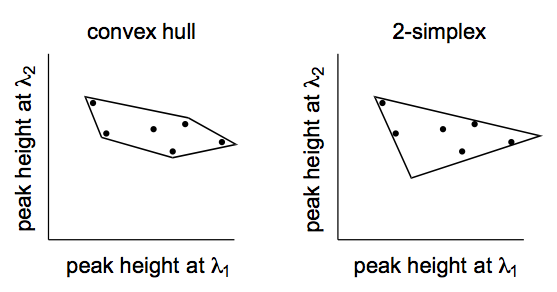 convex hull
peak height at λ2
peak height at λ1
2-simplex
peak height at λ2
peak height at λ1